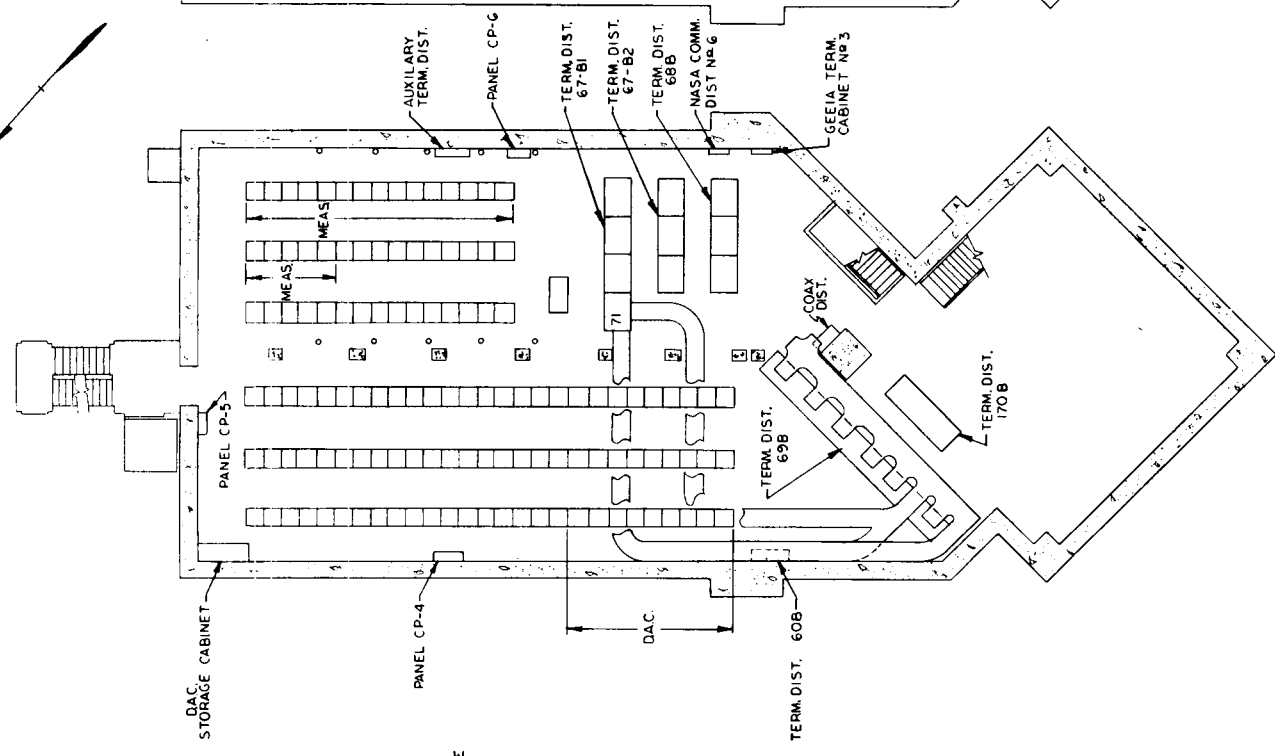 AUXILARY
TERM. DIST.
PANEL CP-6
TERM. DIST.
67-B1
TERM. DIST.
67-B2
TERM. DIST.
68B
NASA COMM.
DIST Nº 6
GEEIA TERM.
CABINET Nº 3
MEAS.
MEAS.
71
COAX
DIST.
TERM. DIST.
170 B
TERM. DIST.
69B
PANEL CP-5
D.A.C.
STORAGE CABINET
PANEL CP-4
D.A.C.
TERM. DIST. 60B
E